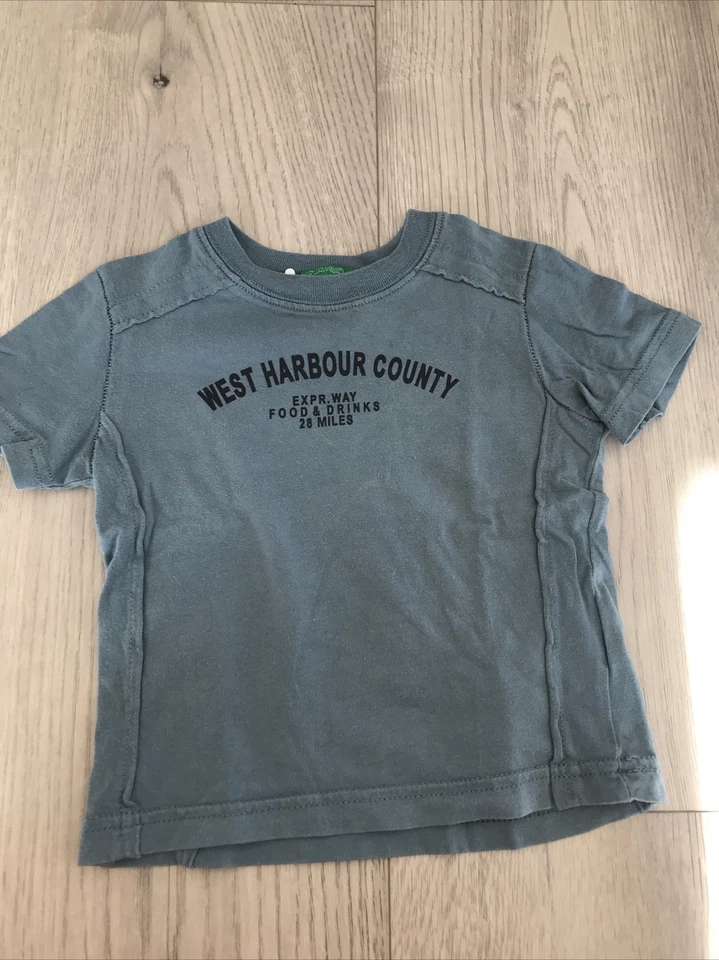 WEST HARBOUR COUNTY
EXPR.WAY
FOOD & DRINKS
28 MILES